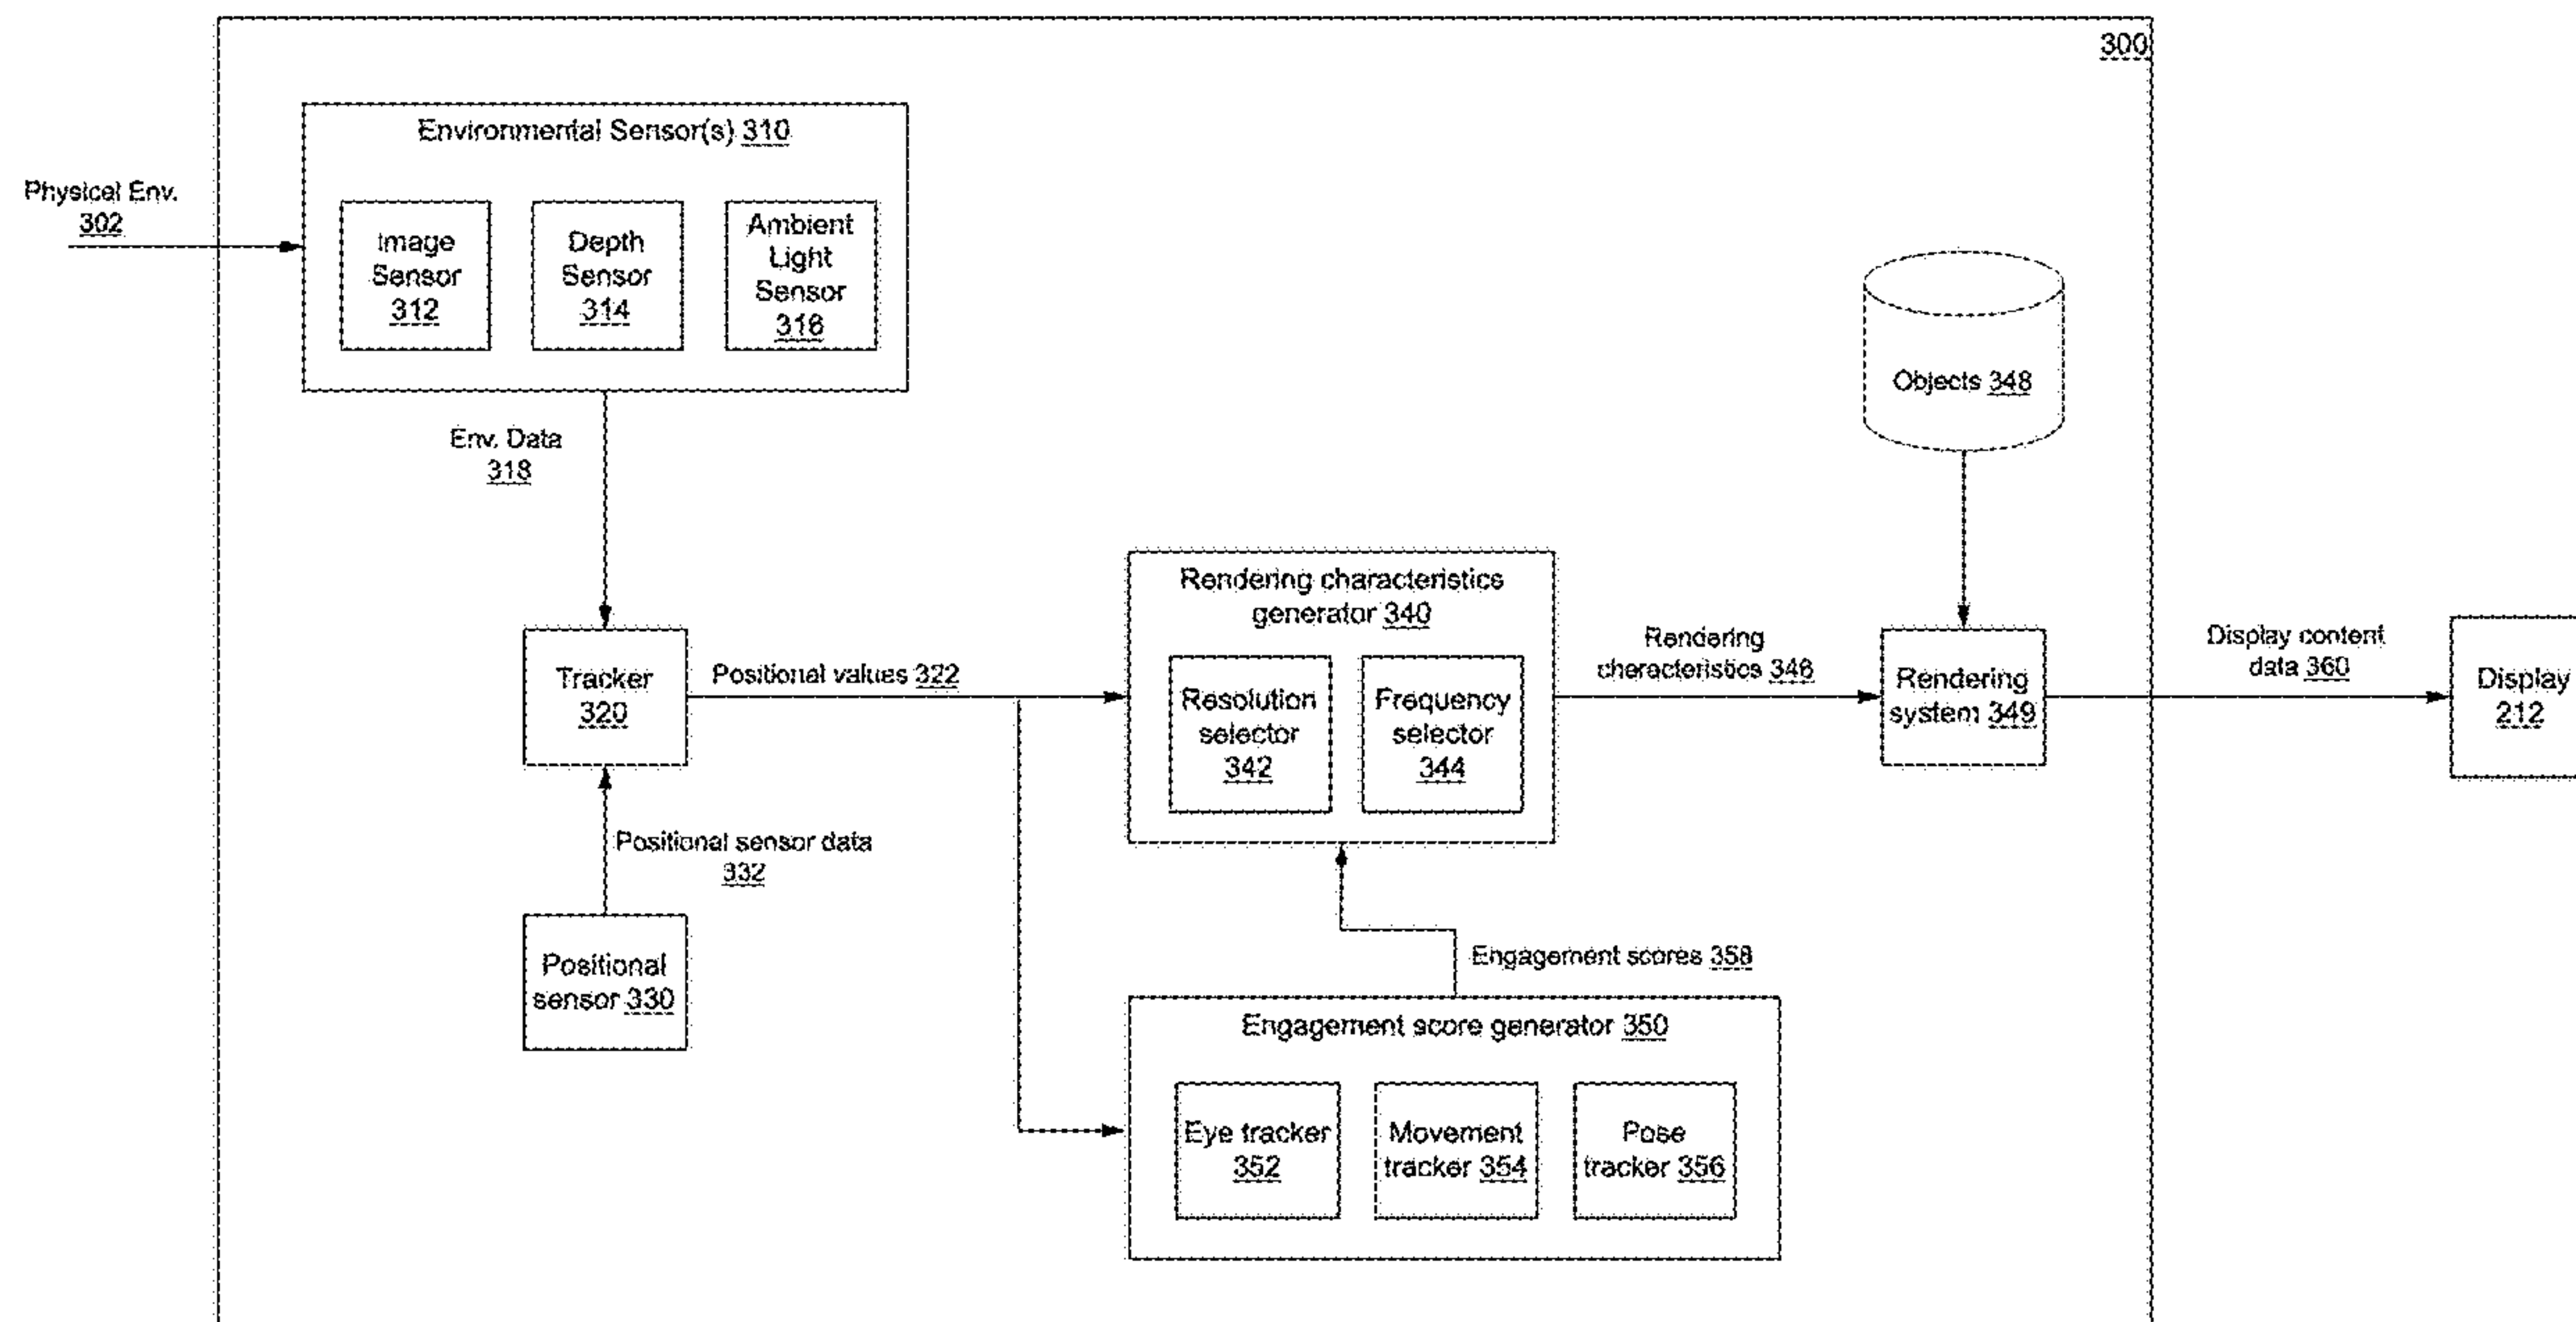 300
Environmental Sensor(s) 310
Physical Env.
302
Image
Sensor
312
Depth
Sensor
314
Ambient
Light
Sensor
316
Objects 348
Env. Data
318
Rendering characteristics
generator 340
Resolution
selector
342
Frequency
selector
344
Tracker
320
Positional values 322
Rendering
characteristics 346
Rendering
system 349
Display content
data 360
Display
212
Positional sensor data
332
Positional
sensor 330
Engagement scores 358
Engagement score generator 350
Eye tracker
352
Movement
tracker 354
Pose
tracker 356